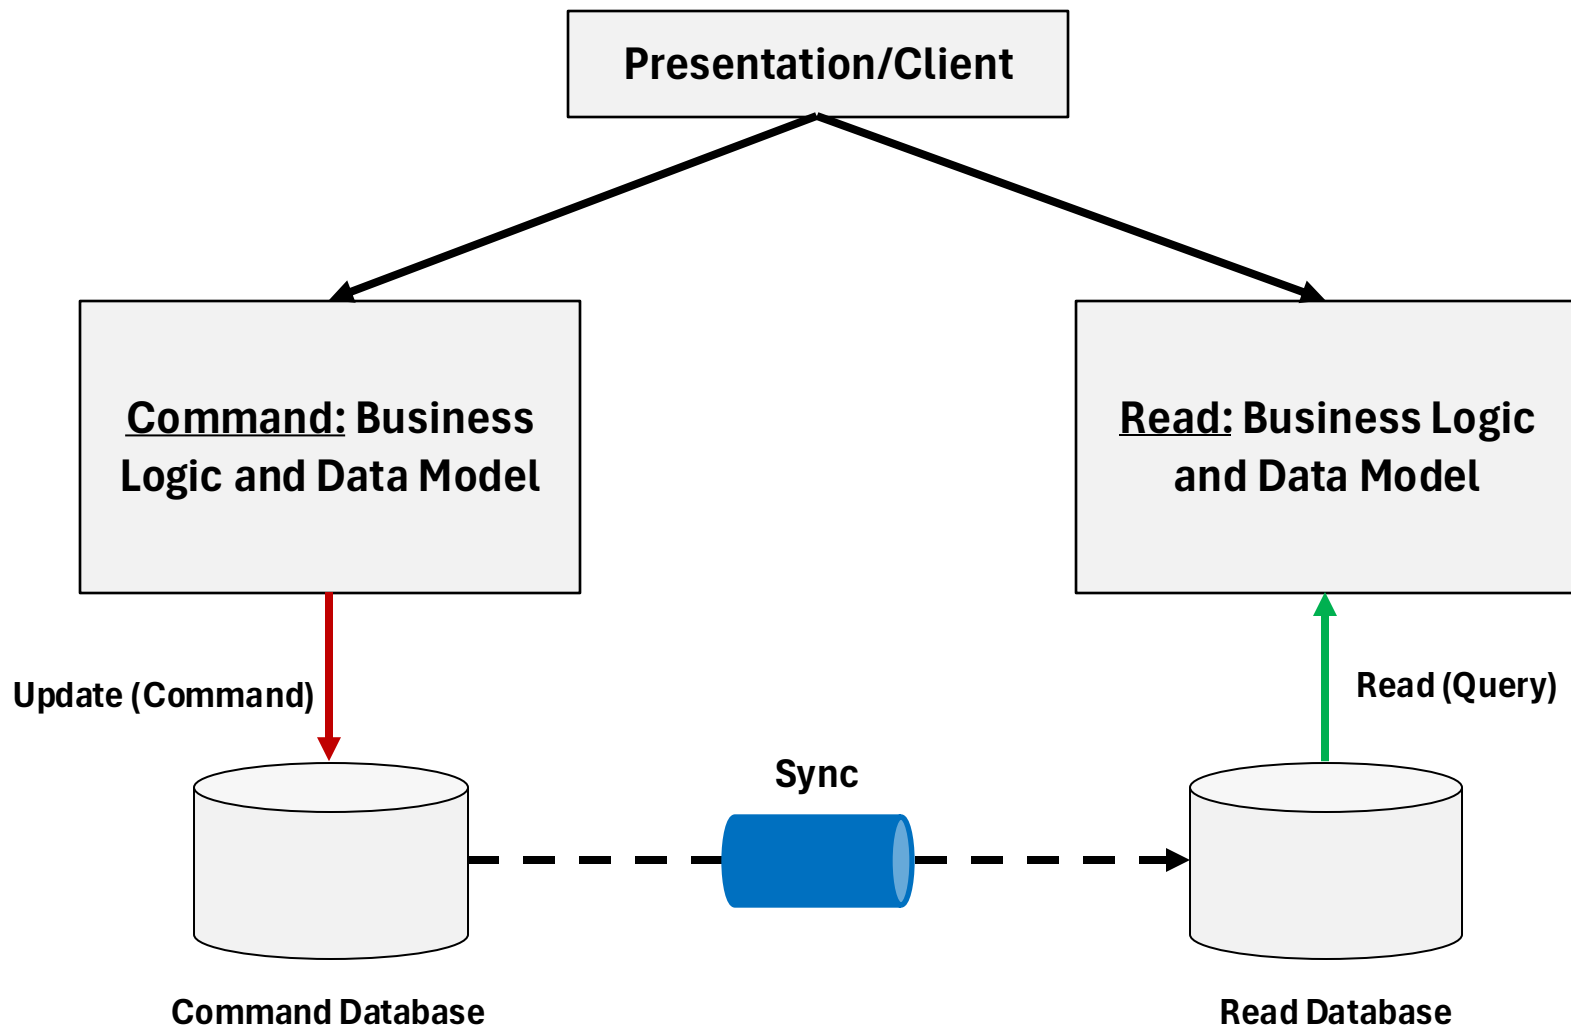 Presentation/Client
Command: Business
Logic and Data Model
Read: Business Logic
and Data Model
Update (Command)
Read (Query)
Sync
Command Database
Read Database